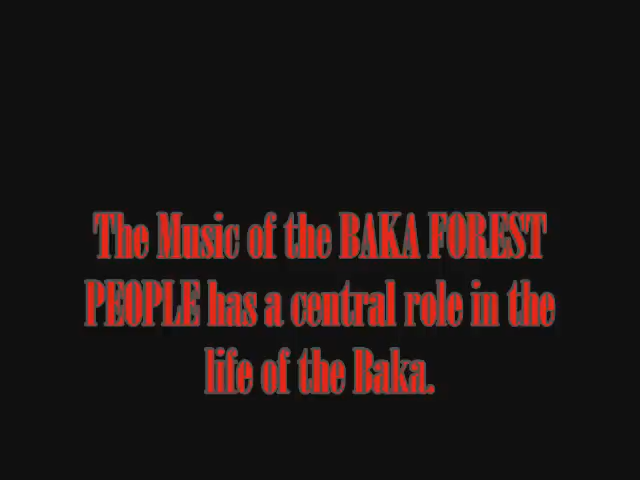 The Music of the BAKA FOREST
PEOPLE has a central role in the
life of the Baka.